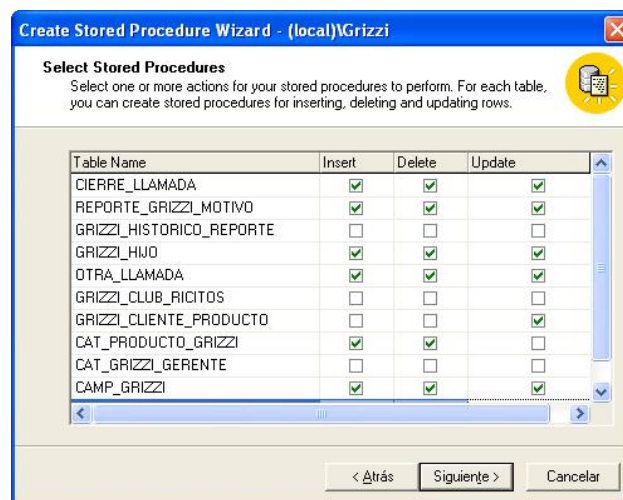 Create Stored Procedure Wizard - (local)\Grizzi
Select Stored Procedures
Select one or more actions for your stored procedures to perform. For each table,
you can create stored procedures for inserting, deleting and updating rows.
Table Name Insert Delete Update
CIERRE_LLAMADA
REPORTE_GRIZZI_MOTIVO
GRIZZI_HISTORICO_REPORTE
GRIZZI_HIJO
OTRA_LLAMADA
GRIZZI_CLUB_RICITOS
GRIZZI_CLIENTE_PRODUCTO
CAT_PRODUCTO_GRIZZI
CAT_GRIZZI_GERENTE
CAMP_GRIZZI
< Atrás Siguiente > Cancelar